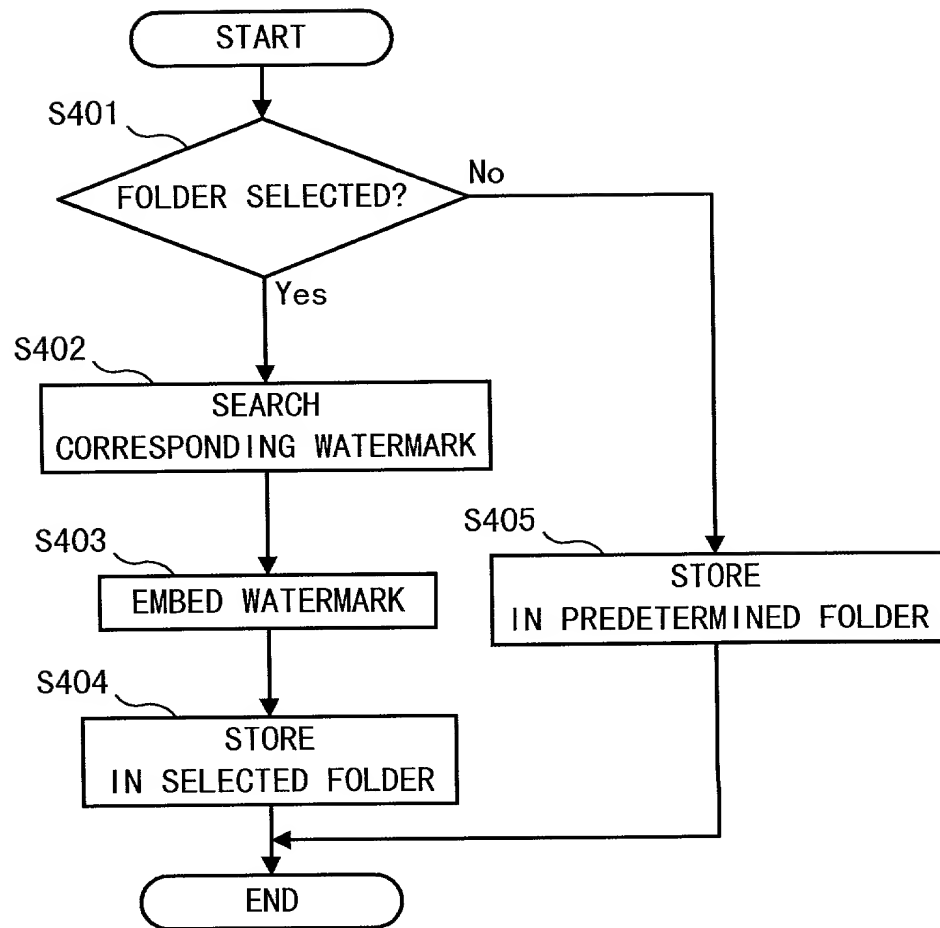 START
S401
FOLDER SELECTED?
No
Yes
S402
SEARCH
CORRESPONDING WATERMARK
S403
EMBED WATERMARK
S405
STORE
IN PREDETERMINED FOLDER
S404
STORE
IN SELECTED FOLDER
END